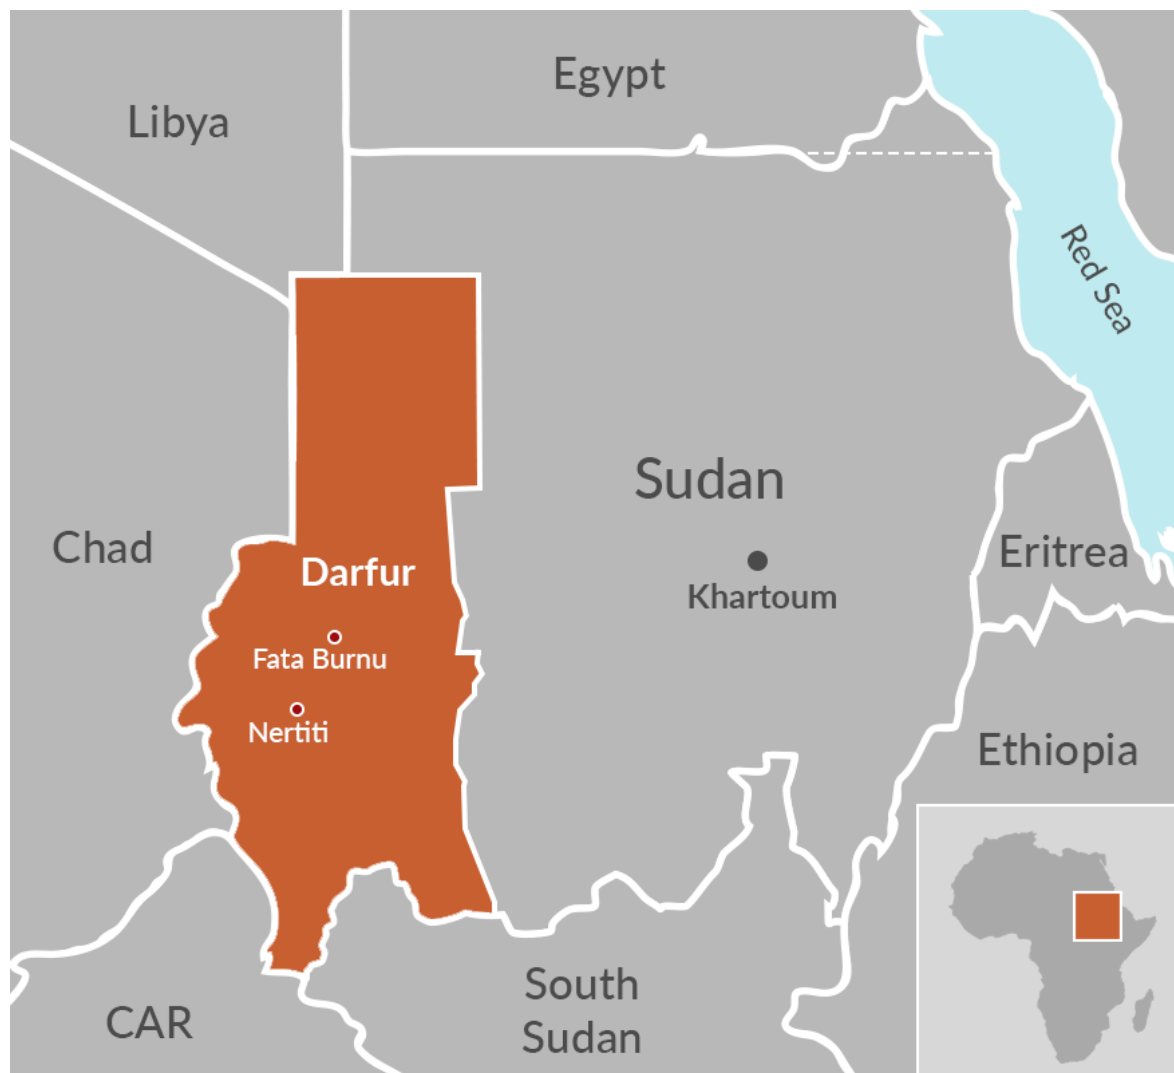 Egypt
Libya
Red Sea
Sudan
Chad
Eritrea
Darfur
Khartoum
Fata Burnu
Nertiti
Ethiopia
South
Sudan
CAR